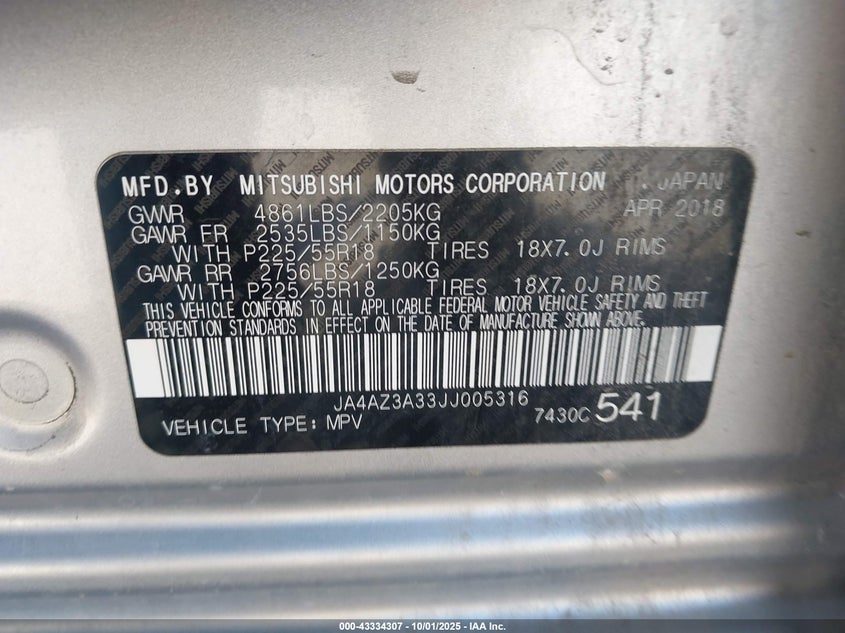 MFD.BY MITSUBISHI MOTORS CORPORATION , JAPAN
GVWR 4861LBS/2205KG APR 2018
GAWR FR 2535LBS/1150KG
WITH P225/55R18 TIRES 18X7.0J RIMS
GAWR RR 2756LBS/1250KG
WITH P225/55R18 TIRES 18X7.0J RIMS
THIS VEHICLE CONFORMS TO ALL APPLICABLE FEDERAL MOTOR VEHICLE SAFETY AND THEFT
PREVENTION STANDARDS IN EFFECT ON THE DATE OF MANUFACTURE SHOWN ABOVE.
JA4AZ3A33JJ005316
VEHICLE TYPE: MPV 7430C 541
000-43334307 - 10/01/2025 - IAA Inc.